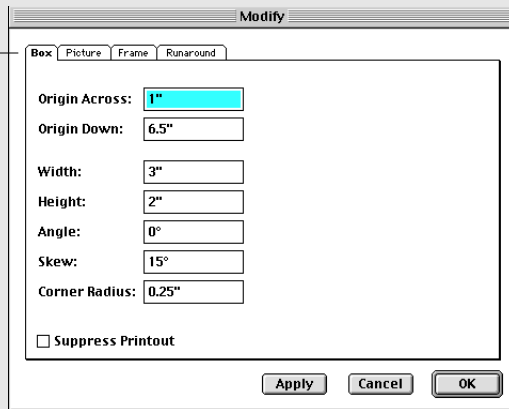 Modify
Box Picture Frame Runaround
Origin Across: 1"
Origin Down: 6.5"
Width: 3"
Height: 2"
Angle: 0°
Skew: 15°
Corner Radius: 0.25"
Suppress Printout
Apply Cancel OK